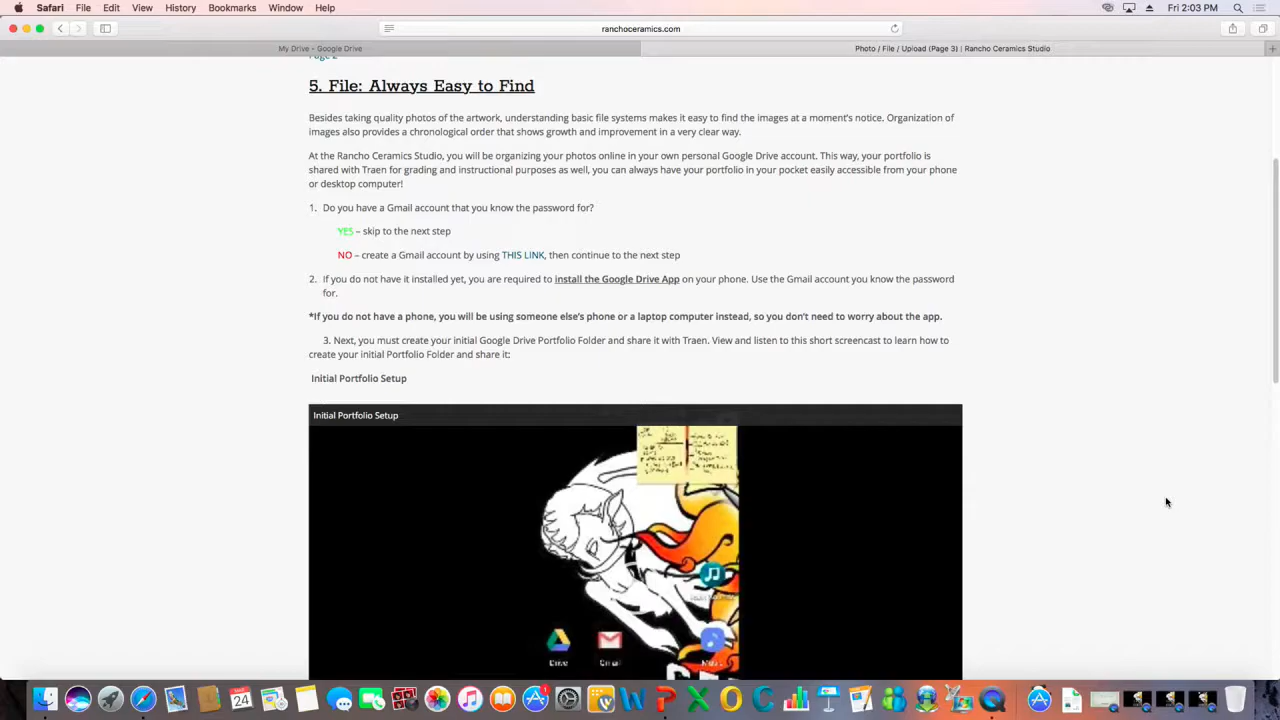 Safari File Edit View History Bookmarks Window Help
Fri 2:03 PM
ranchoceramics.com
My Drive - Google Drive
Photo / File / Upload (Page 3) | Rancho Ceramics Studio
Page 2
5. File: Always Easy to Find
Besides taking quality photos of the artwork, understanding basic file systems makes it easy to find the images at a moment's notice. Organization of
images also provides a chronological order that shows growth and improvement in a very clear way.
At the Rancho Ceramics Studio, you will be organizing your photos online in your own personal Google Drive account. This way, your portfolio is
shared with Traen for grading and instructional purposes as well, you can always have your portfolio in your pocket easily accessible from your phone
or desktop computer!
1. Do you have a Gmail account that you know the password for?
YES – skip to the next step
NO – create a Gmail account by using THIS LINK, then continue to the next step
2. If you do not have it installed yet, you are required to install the Google Drive App on your phone. Use the Gmail account you know the password
for.
*If you do not have a phone, you will be using someone else's phone or a laptop computer instead, so you don't need to worry about the app.
3. Next, you must create your initial Google Drive Portfolio Folder and share it with Traen. View and listen to this short screencast to learn how to
create your initial Portfolio Folder and share it:
Initial Portfolio Setup
Initial Portfolio Setup
Drive
Gmail
24